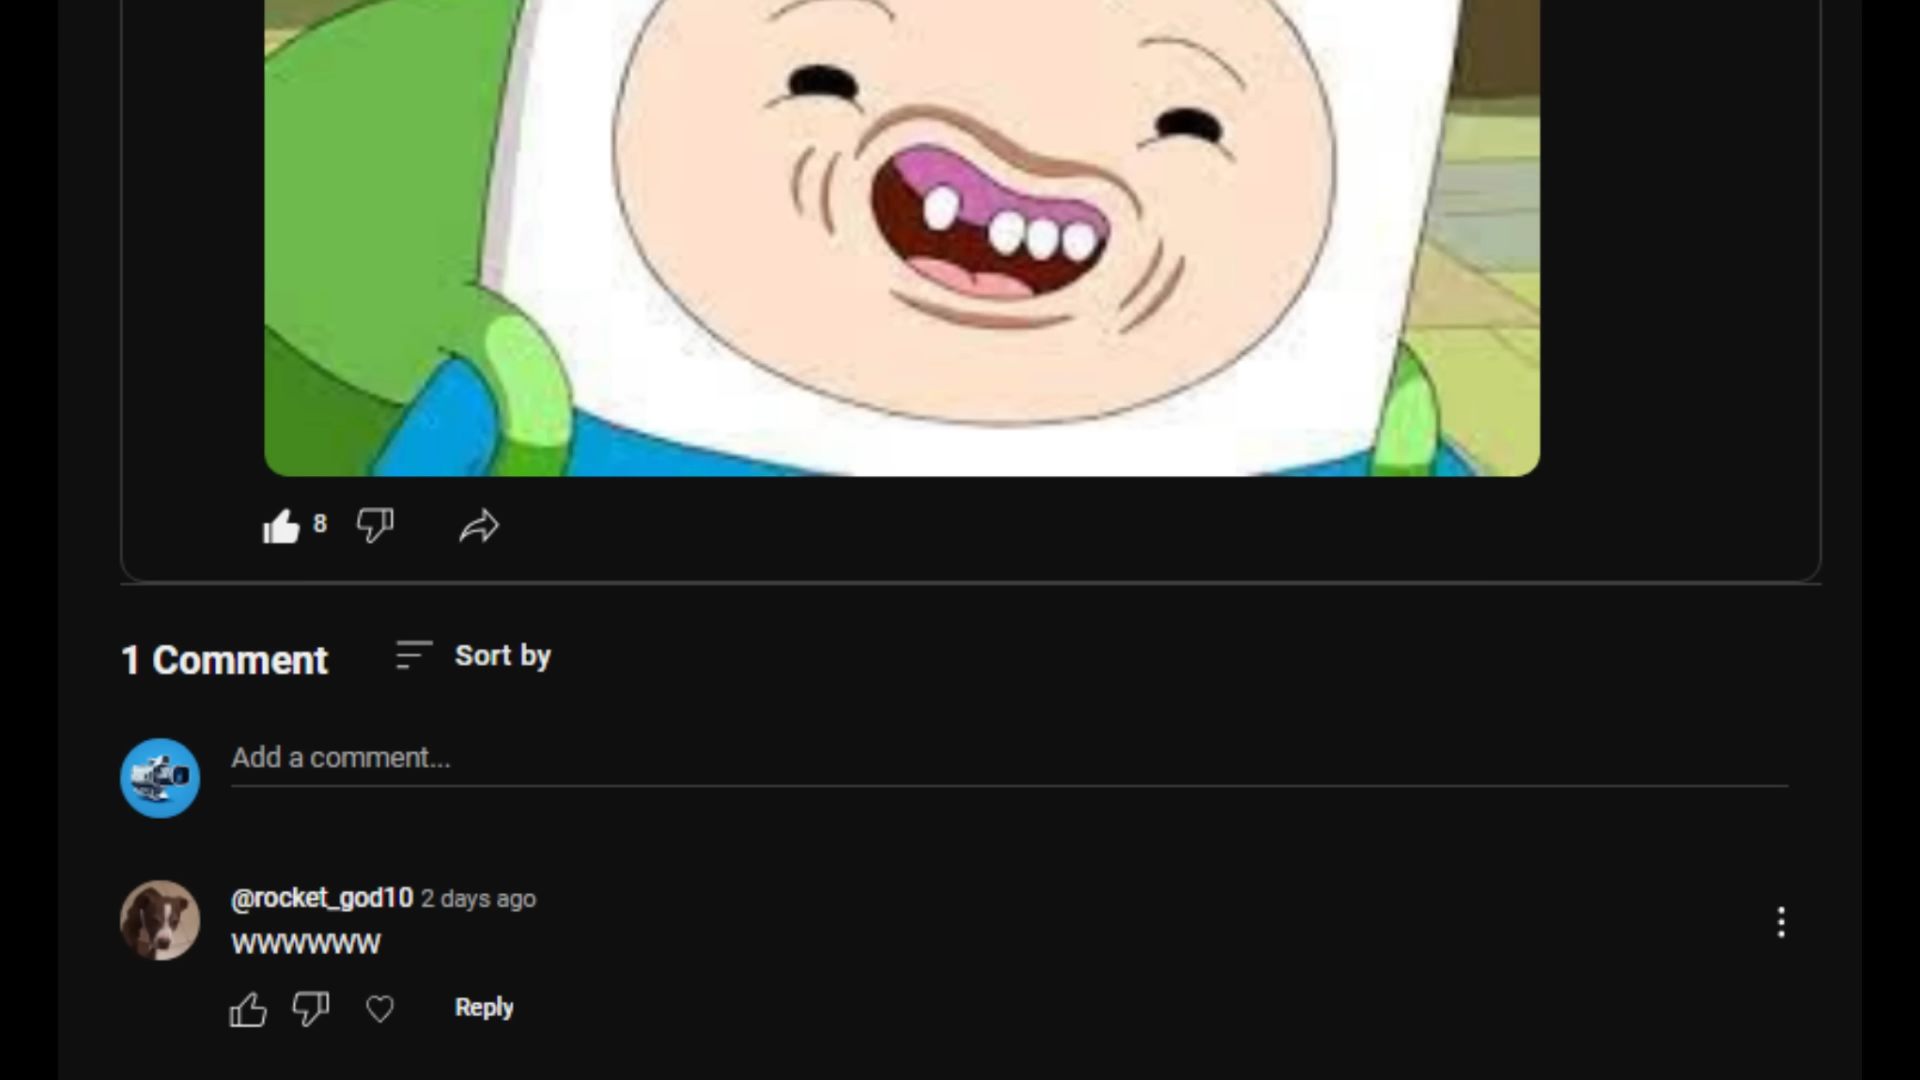 8
1 Comment
Sort by
Add a comment...
@rocket_god10 2 days ago
wwwwww
Reply